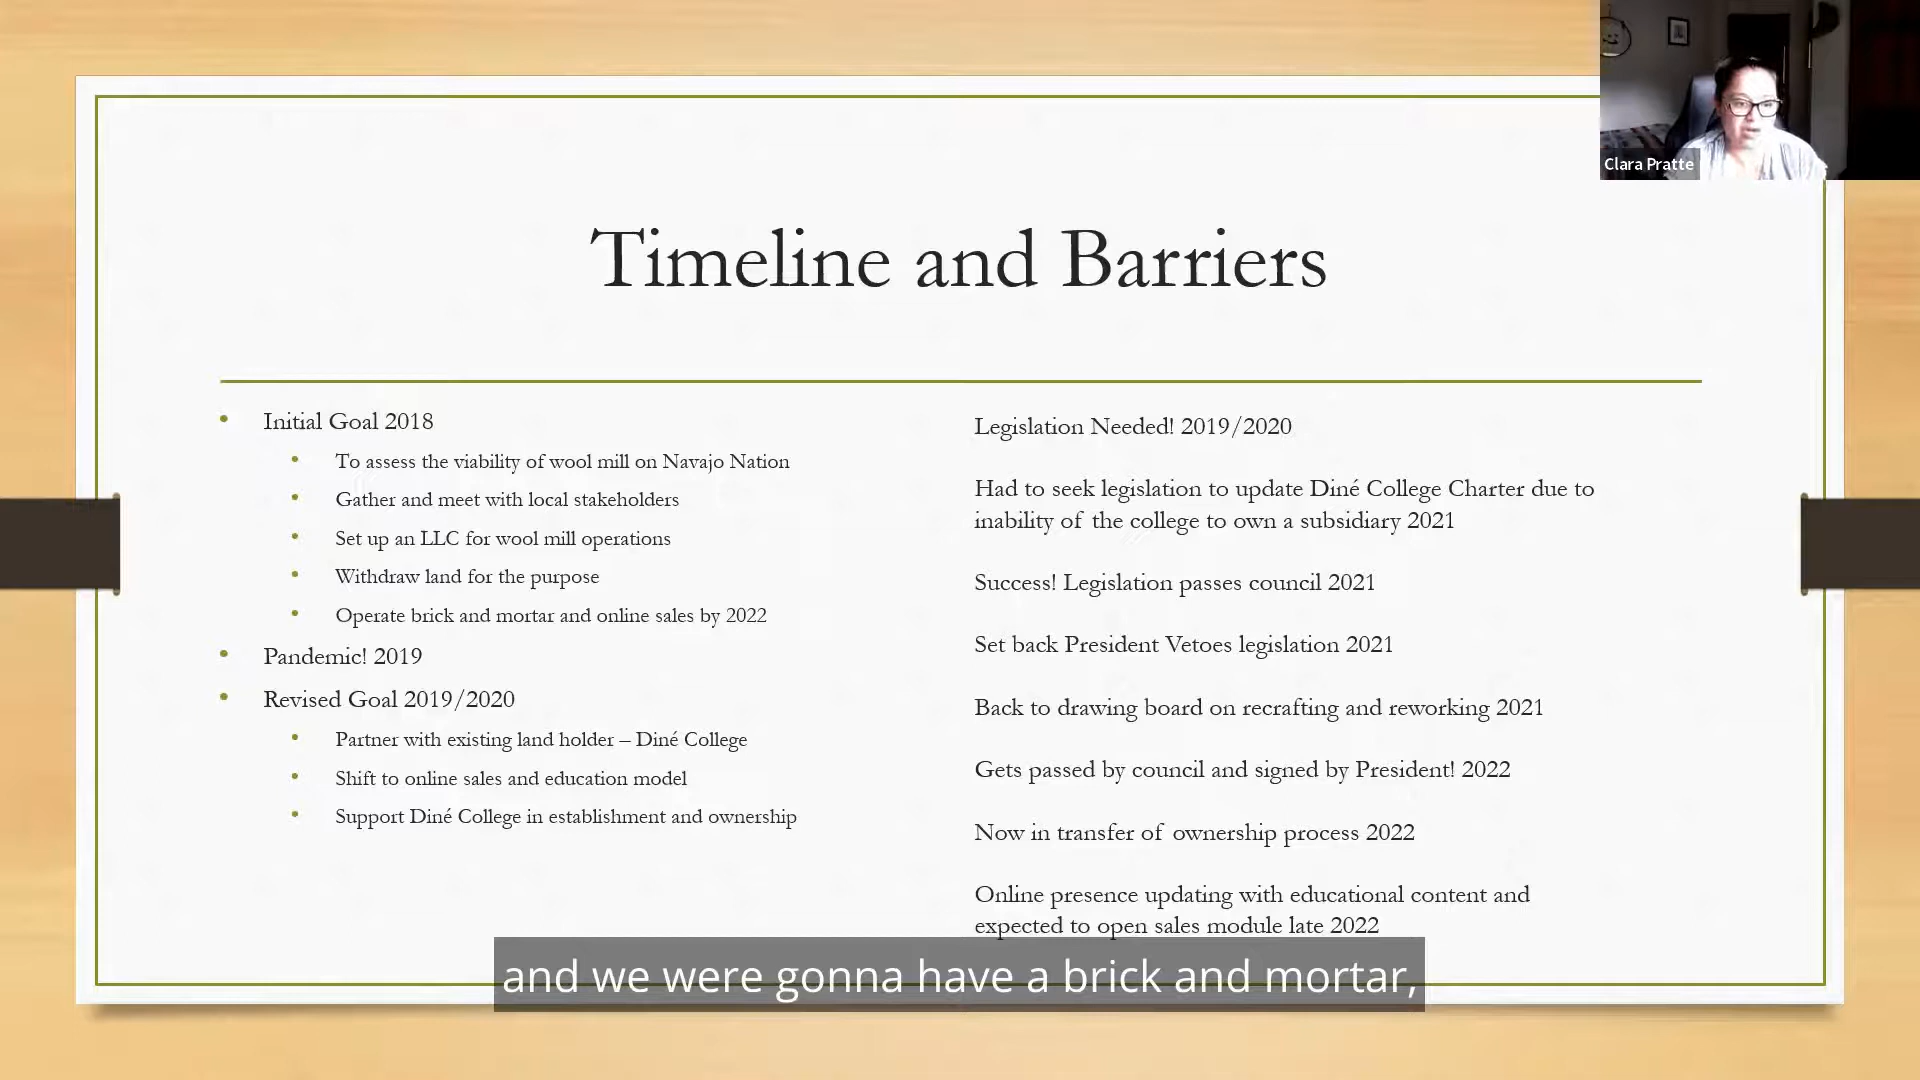 Clara Pratte
Timeline and Barriers
• Initial Goal 2018
• To assess the viability of wool mill on Navajo Nation
• Gather and meet with local stakeholders
• Set up an LLC for wool mill operations
• Withdraw land for the purpose
• Operate brick and mortar and online sales by 2022
• Pandemic! 2019
• Revised Goal 2019/2020
• Partner with existing land holder – Diné College
• Shift to online sales and education model
• Support Diné College in establishment and ownership
Legislation Needed! 2019/2020
Had to seek legislation to update Diné College Charter due to
inability of the college to own a subsidiary 2021
Success! Legislation passes council 2021
Set back President Vetoes legislation 2021
Back to drawing board on recrafting and reworking 2021
Gets passed by council and signed by President! 2022
Now in transfer of ownership process 2022
Online presence updating with educational content and
expected to open sales module late 2022
and we were gonna have a brick and mortar,